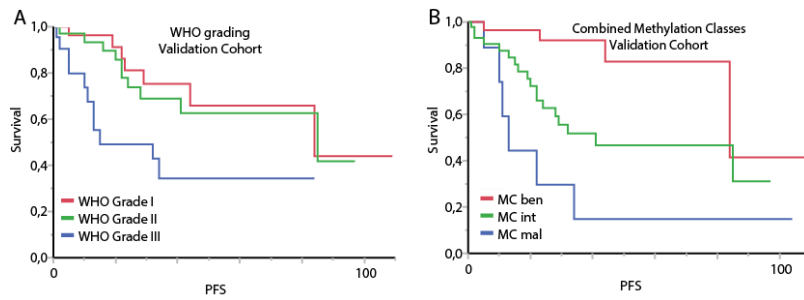 A
WHO grading
Validation Cohort
1,0
0,8
0,6
0,4
0,2
0,0
Survival
WHO Grade I
WHO Grade II
WHO Grade III
0
100
PFS
B
Combined Methylation Classes
Validation Cohort
1,0
0,8
0,6
0,4
0,2
0,0
Survival
MC ben
MC int
MC mal
0
100
PFS